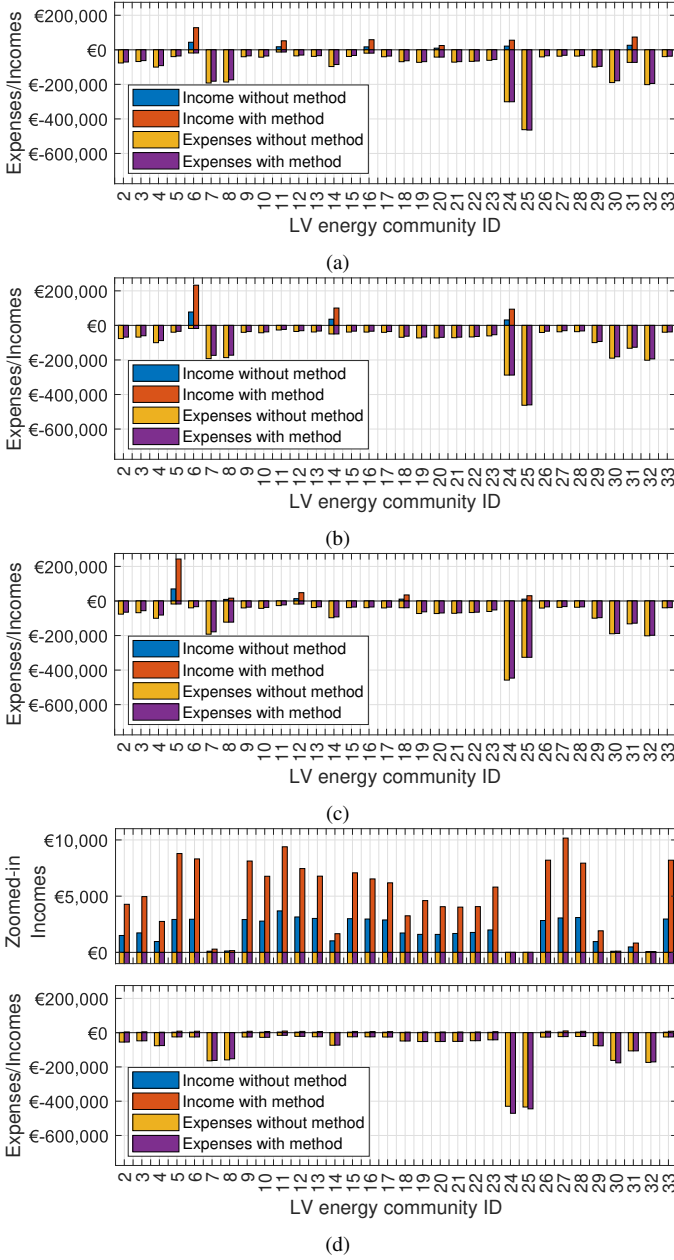 €200,000
€0
€-200,000
€-400,000
€-600,000
Expenses/Incomes
Income without method
Income with method
Expenses without method
Expenses with method
2 3 4 5 6 7 8 9 10 11 12 13 14 15 16 17 18 19 20 21 22 23 24 25 26 27 28 29 30 31 32 33
LV energy community ID
(a)
€200,000
€0
€-200,000
€-400,000
€-600,000
Expenses/Incomes
Income without method
Income with method
Expenses without method
Expenses with method
2 3 4 5 6 7 8 9 10 11 12 13 14 15 16 17 18 19 20 21 22 23 24 25 26 27 28 29 30 31 32 33
LV energy community ID
(b)
€200,000
€0
€-200,000
€-400,000
€-600,000
Expenses/Incomes
Income without method
Income with method
Expenses without method
Expenses with method
2 3 4 5 6 7 8 9 10 11 12 13 14 15 16 17 18 19 20 21 22 23 24 25 26 27 28 29 30 31 32 33
LV energy community ID
(c)
€10,000
€5,000
€0
Zoomed-in
Incomes
€200,000
€0
€-200,000
€-400,000
€-600,000
Expenses/Incomes
Income without method
Income with method
Expenses without method
Expenses with method
2 3 4 5 6 7 8 9 10 11 12 13 14 15 16 17 18 19 20 21 22 23 24 25 26 27 28 29 30 31 32 33
LV energy community ID
(d)